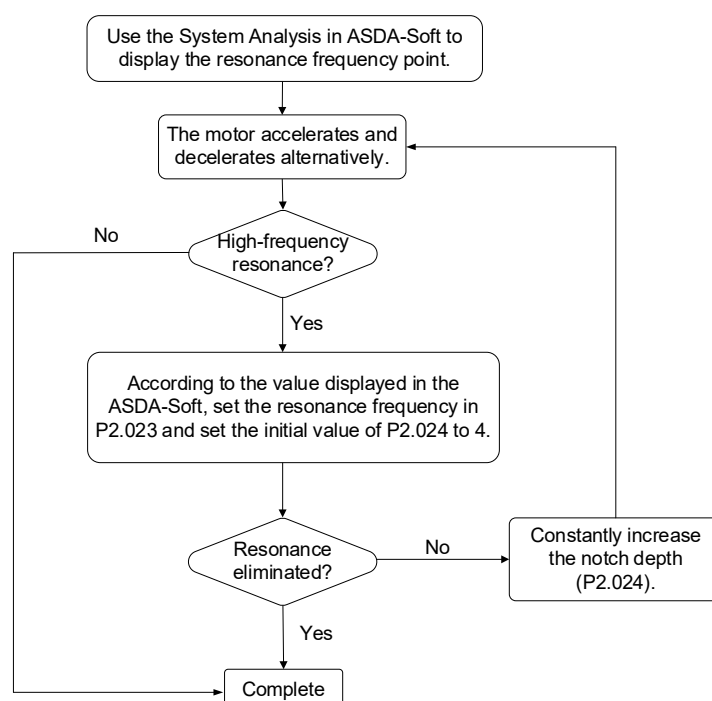 Use the System Analysis in ASDA-Soft to
display the resonance frequency point.
The motor accelerates and
decelerates alternatively.
No
High-frequency
resonance?
Yes
According to the value displayed in the
ASDA-Soft, set the resonance frequency in
P2.023 and set the initial value of P2.024 to 4.
Resonance
eliminated?
No
Constantly increase
the notch depth
(P2.024).
Yes
Complete